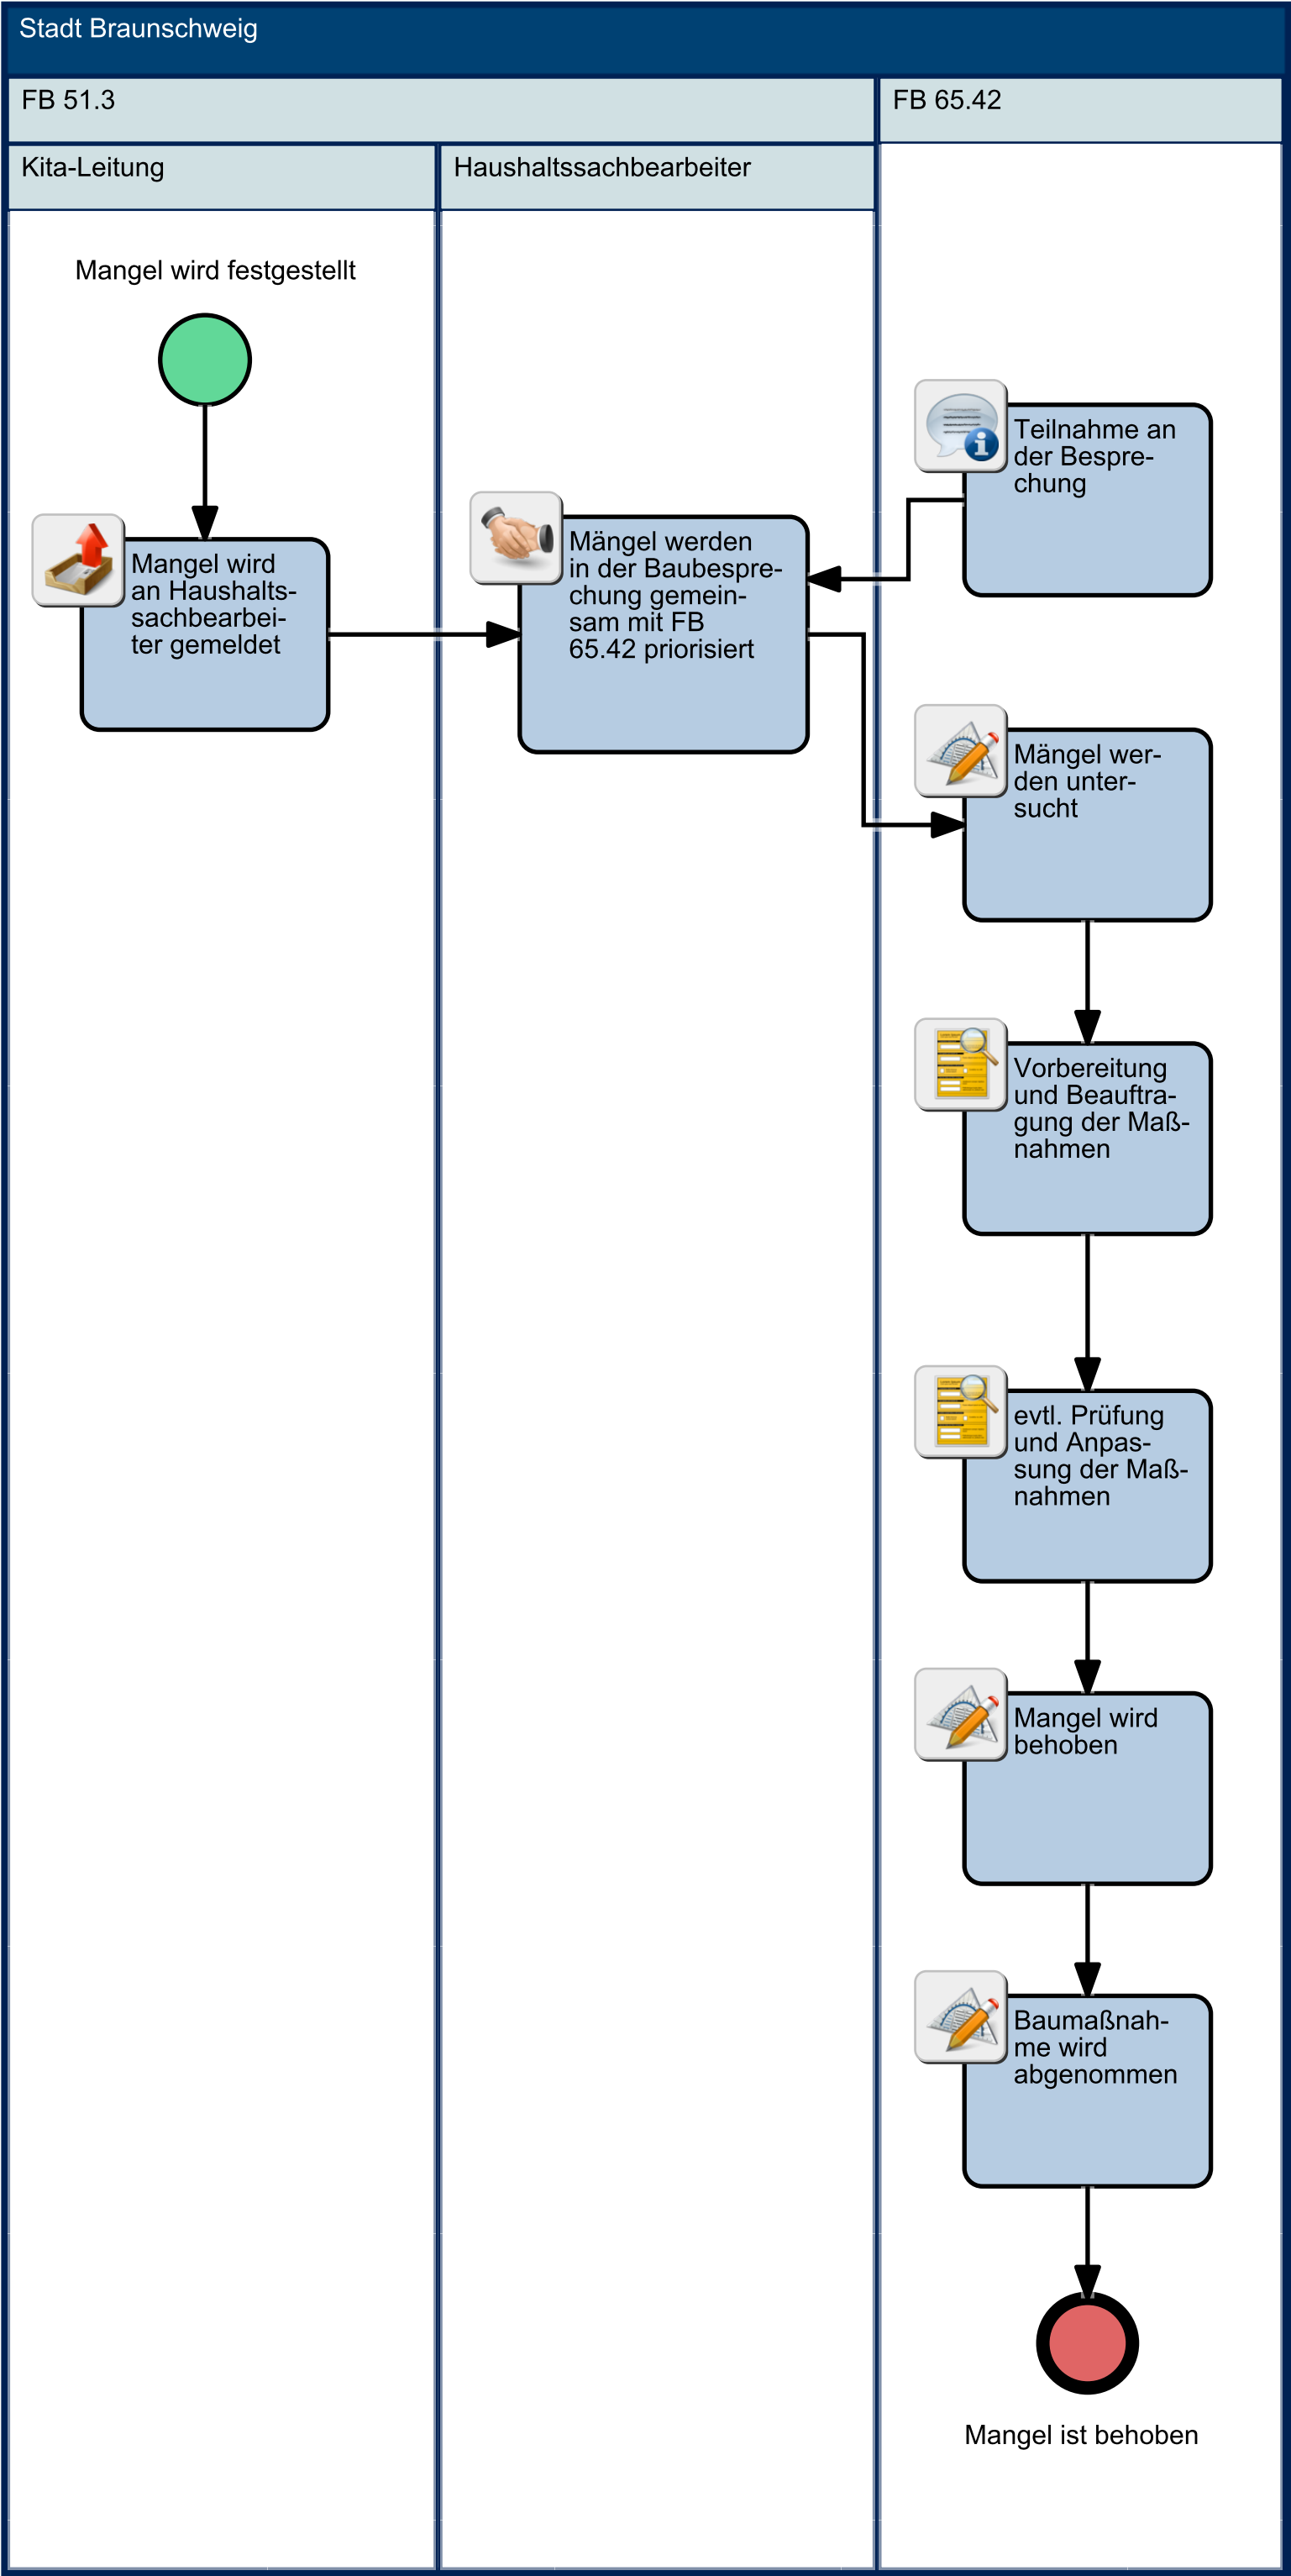 Stadt Braunschweig
FB 51.3
FB 65.42
Kita-Leitung
Haushaltssachbearbeiter
Mangel wird festgestellt
Mangel wird
an Haushalts-
sachbearbei-
ter gemeldet
Mängel werden
in der Baubespre-
chung gemein-
sam mit FB
65.42 priorisiert
Teilnahme an
der Bespre-
chung
Mängel wer-
den unter-
sucht
Vorbereitung
und Beauftra-
gung der Maß-
nahmen
evtl. Prüfung
und Anpas-
sung der Maß-
nahmen
Mangel wird
behoben
Baumaßnah-
me wird
abgenommen
Mangel ist behoben